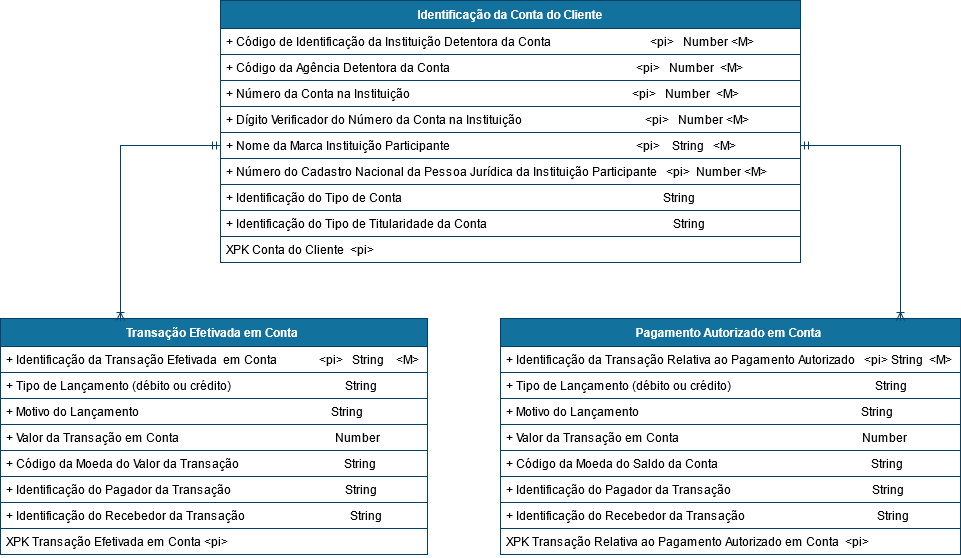 Identificação da Conta do Cliente
+ Código de Identificação da Instituição Detentora da Conta <pi> Number <M>
+ Código da Agência Detentora da Conta <pi> Number <M>
+ Número da Conta na Instituição <pi> Number <M>
+ Dígito Verificador do Número da Conta na Instituição <pi> Number <M>
+ Nome da Marca Instituição Participante <pi> String <M>
+ Número do Cadastro Nacional da Pessoa Jurídica da Instituição Participante <pi> Number <M>
+ Identificação do Tipo de Conta String
+ Identificação do Tipo de Titularidade da Conta String
XPK Conta do Cliente <pi>
Transação Efetivada em Conta
+ Identificação da Transação Efetivada em Conta <pi> String <M>
+ Tipo de Lançamento (débito ou crédito) String
+ Motivo do Lançamento String
+ Valor da Transação em Conta Number
+ Código da Moeda do Valor da Transação String
+ Identificação do Pagador da Transação String
+ Identificação do Recebedor da Transação String
XPK Transação Efetivada em Conta <pi>
Pagamento Autorizado em Conta
+ Identificação da Transação Relativa ao Pagamento Autorizado <pi> String <M>
+ Tipo de Lançamento (débito ou crédito) String
+ Motivo do Lançamento String
+ Valor da Transação em Conta Number
+ Código da Moeda do Saldo da Conta String
+ Identificação do Pagador da Transação String
+ Identificação do Recebedor da Transação String
XPK Transação Relativa ao Pagamento Autorizado em Conta <pi>